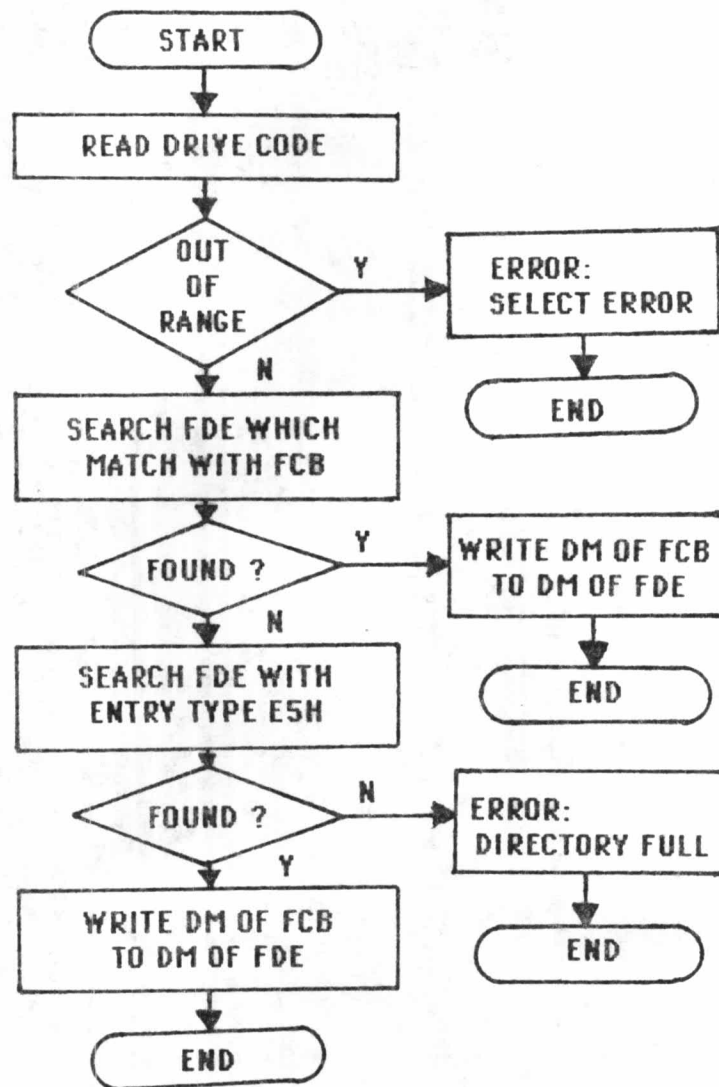 START
READ DRIVE CODE
OUT
OF
RANGE
Y
ERROR:
SELECT ERROR
END
N
SEARCH FDE WHICH
MATCH WITH FCB
FOUND ?
Y
WRITE DM OF FCB
TO DM OF FDE
END
N
SEARCH FDE WITH
ENTRY TYPE E5H
FOUND ?
N
ERROR:
DIRECTORY FULL
END
Y
WRITE DM OF FCB
TO DM OF FDE
END